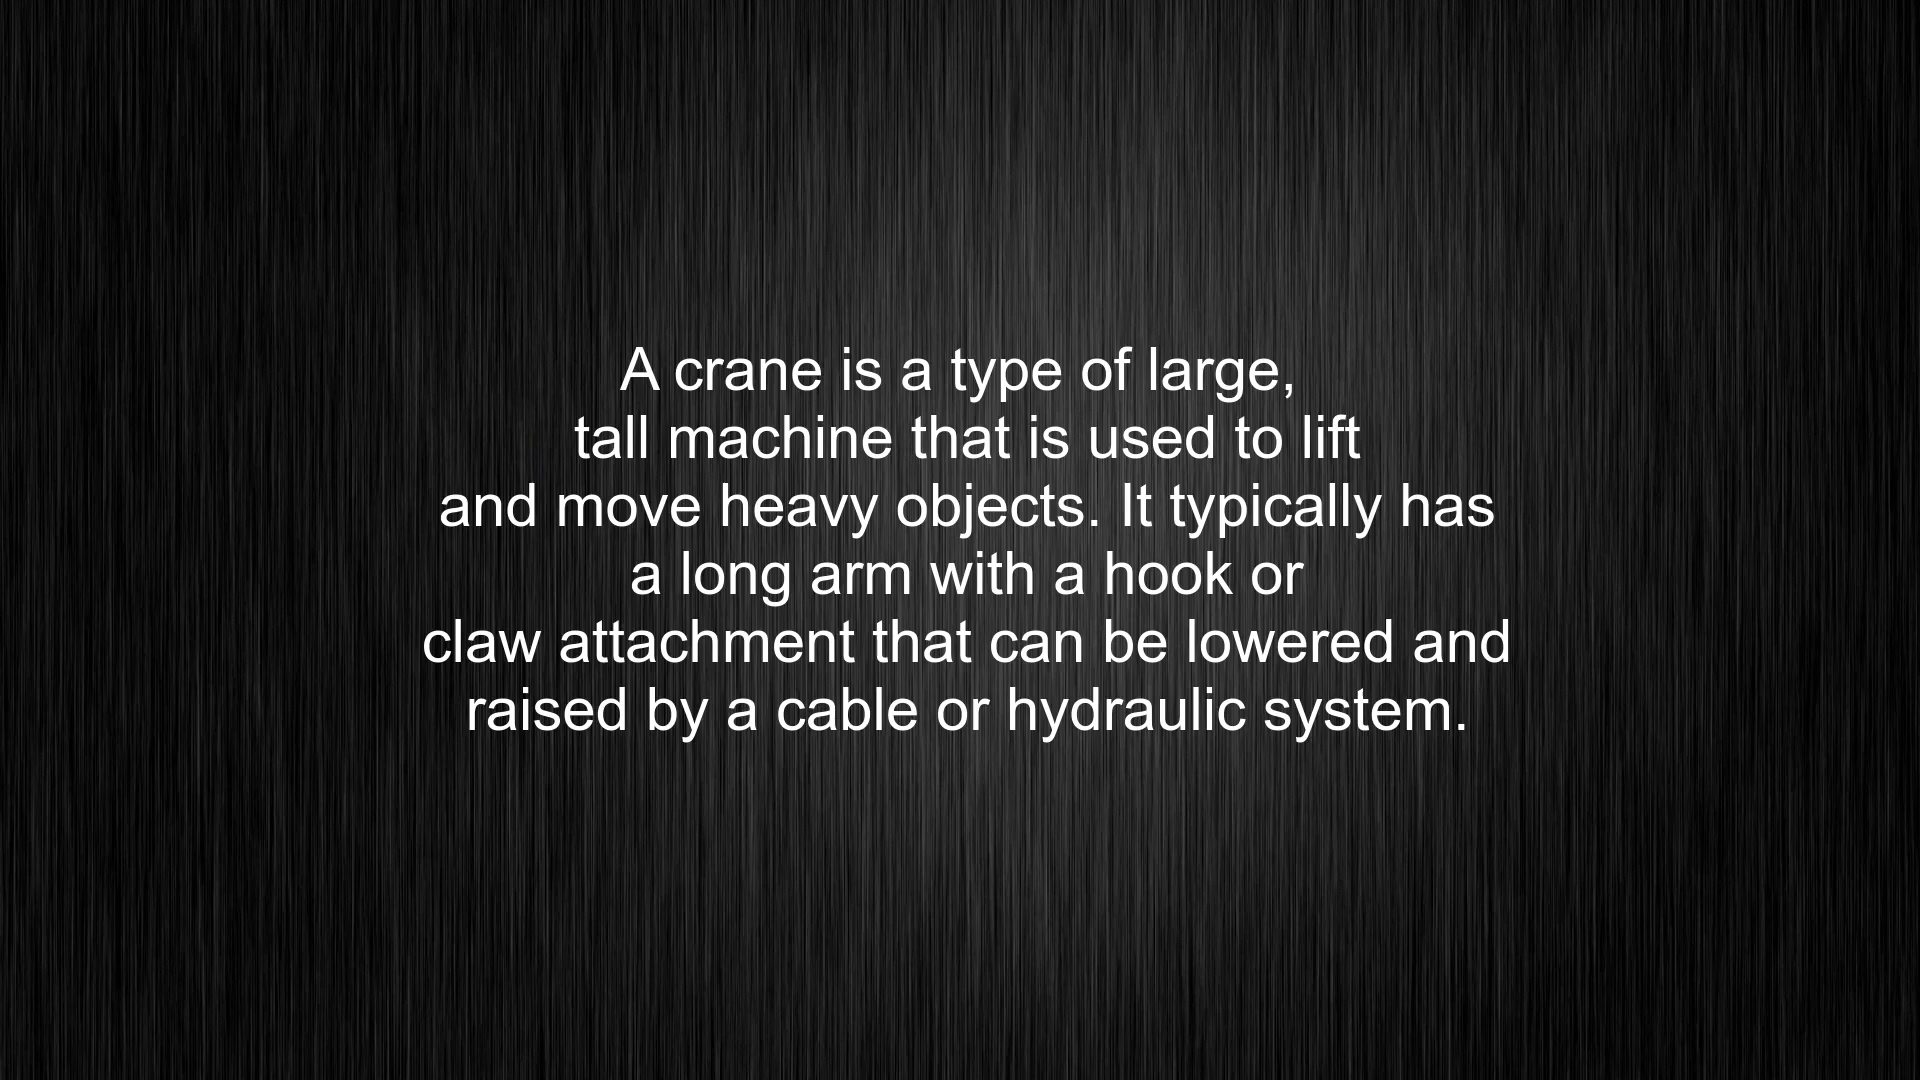 A crane is a type of large,
tall machine that is used to lift
and move heavy objects. It typically has
a long arm with a hook or
claw attachment that can be lowered and
raised by a cable or hydraulic system.